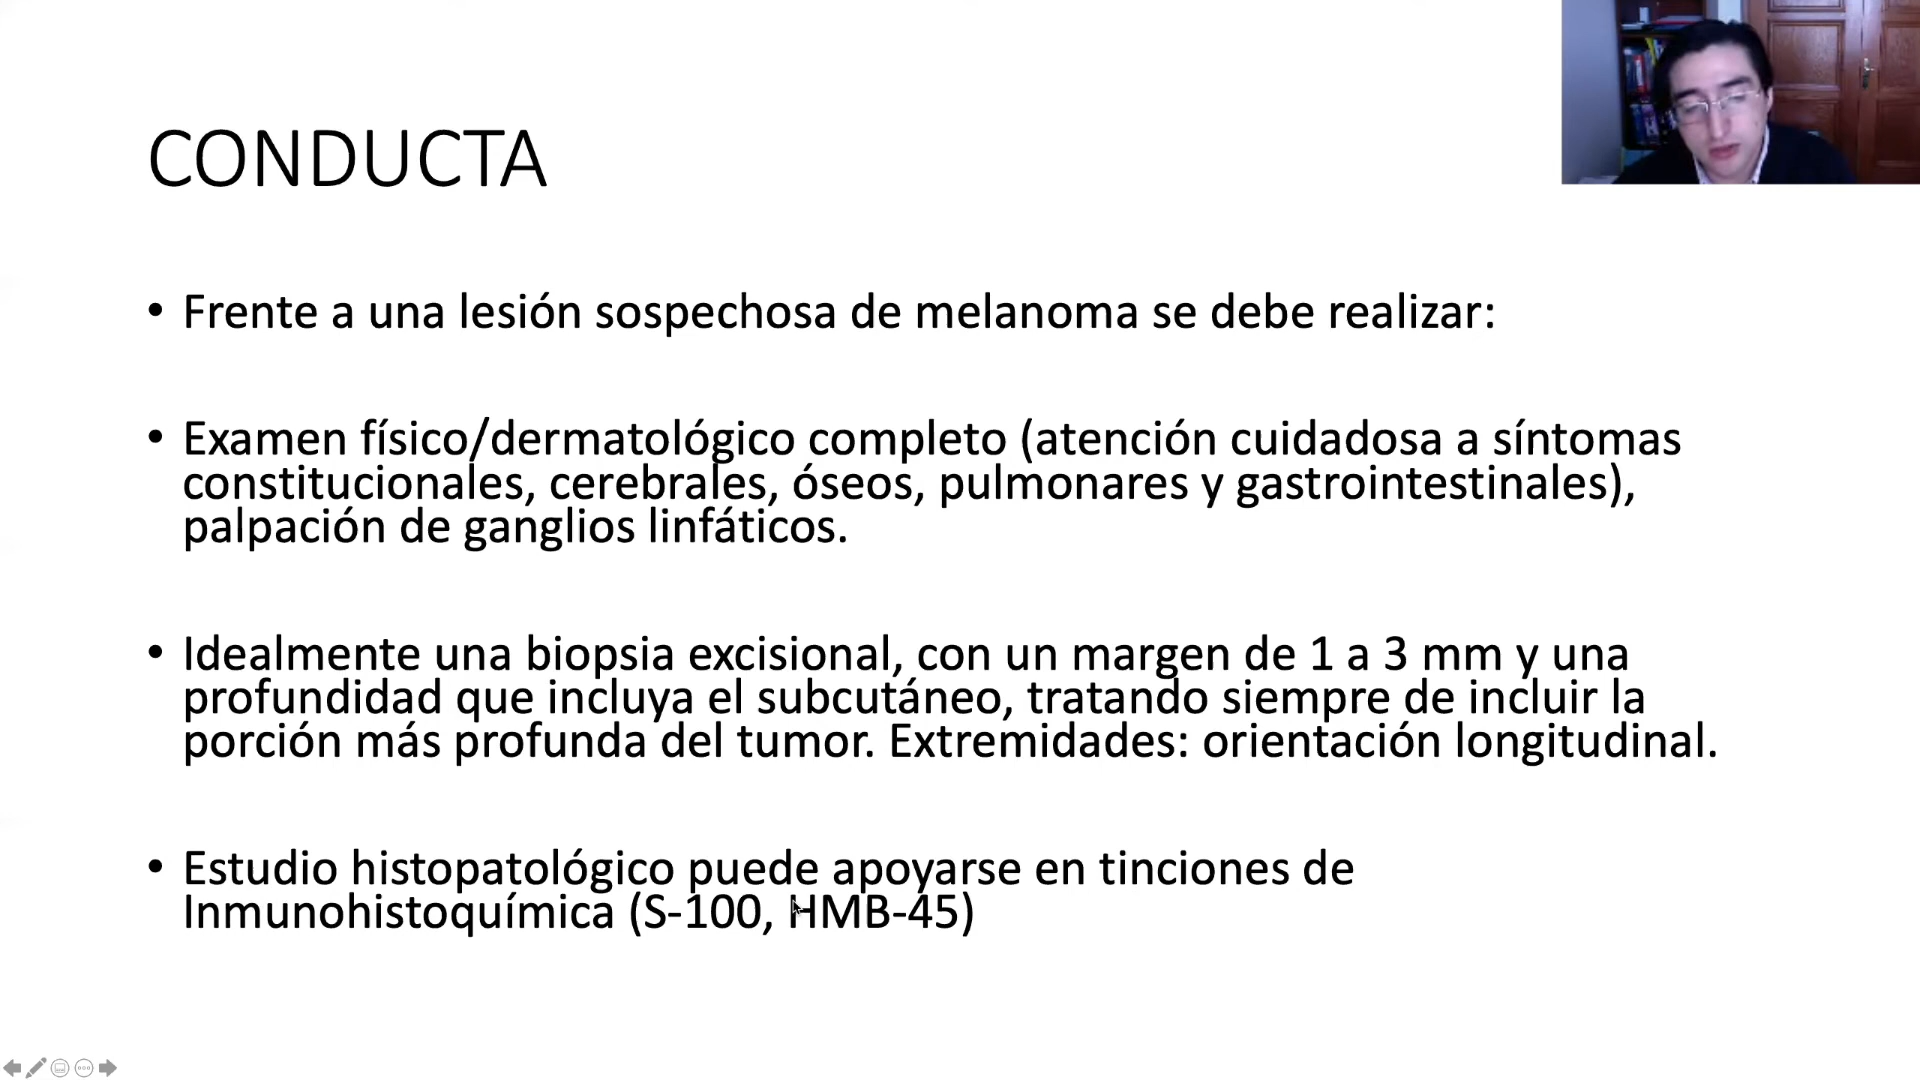 CONDUCTA
• Frente a una lesión sospechosa de melanoma se debe realizar:
• Examen físico/dermatológico completo (atención cuidadosa a síntomas
constitucionales, cerebrales, óseos, pulmonares y gastrointestinales),
palpación de ganglios linfáticos.
• Idealmente una biopsia excisional, con un margen de 1 a 3 mm y una
profundidad que incluya el subcutáneo, tratando siempre de incluir la
porción más profunda del tumor. Extremidades: orientación longitudinal.
• Estudio histopatológico puede apoyarse en tinciones de
Inmunohistoquímica (S-100, HMB-45)